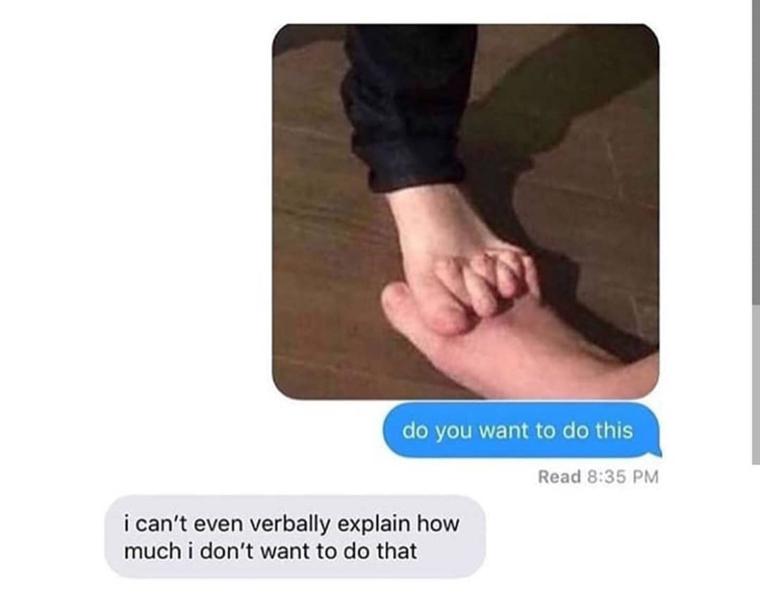 do you want to do this
Read 8:35 PM
i can't even verbally explain how
much i don't want to do that